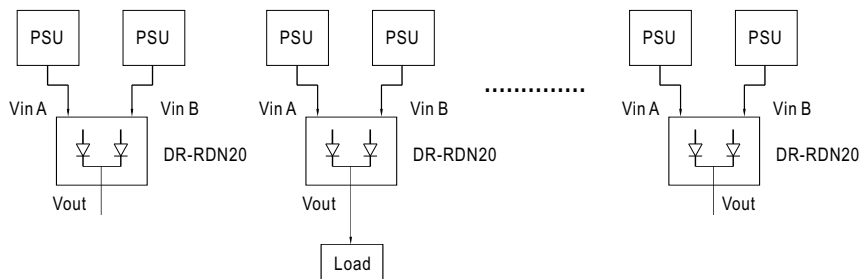 PSU PSU PSU PSU PSU PSU
Vin A Vin B Vin A Vin B Vin A Vin B
DR-RDN20 DR-RDN20 DR-RDN20
Vout Vout Vout
Load